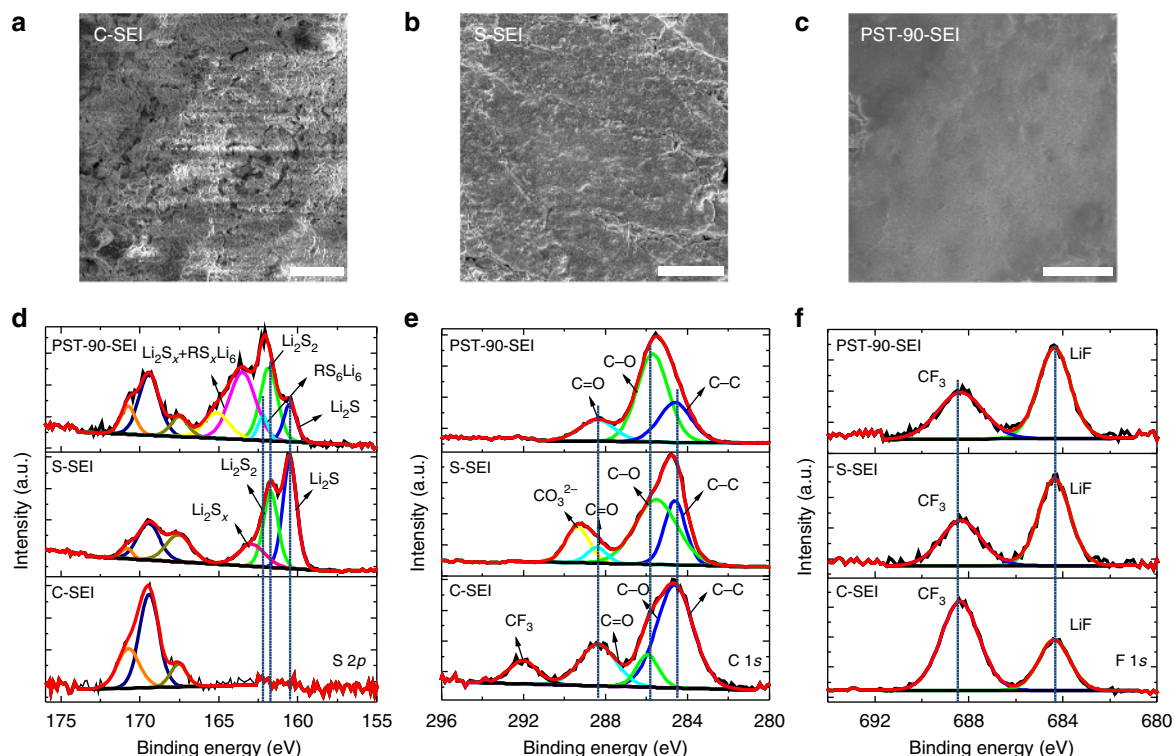 a
C-SEI
b
S-SEI
c
PST-90-SEI
d
PST-90-SEI
Li₂Sₓ+RSₓLi₆
Li₂S₂
RS₆Li₆
Li₂S
S-SEI
Li₂S₂
Li₂S
Li₂Sₓ
C-SEI
S 2p
Intensity (a.u.)
175 170 165 160 155
Binding energy (eV)
e
PST-90-SEI
C–O
C=O
C–C
S-SEI
C–O
CO₃²⁻
C=O
C–C
C-SEI
C–O
C–C
CF₃
C=O
C 1s
Intensity (a.u.)
296 292 288 284 280
Binding energy (eV)
f
PST-90-SEI
LiF
CF₃
S-SEI
LiF
CF₃
C-SEI
CF₃
LiF
F 1s
Intensity (a.u.)
692 688 684 680
Binding energy (eV)